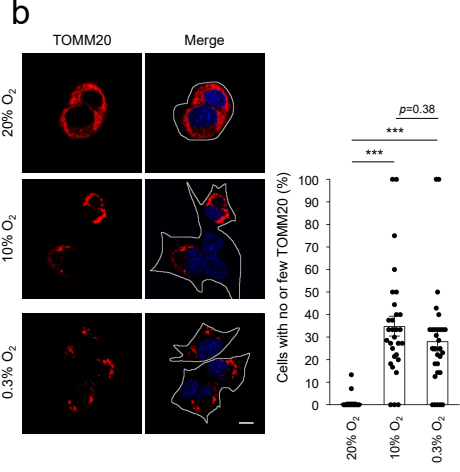 b
TOMM20
Merge
20% O₂
10% O₂
0.3% O₂
p=0.38
***
***
Cells with no or few TOMM20 (%)
100
90
80
70
60
50
40
30
20
10
0
20% O₂
10% O₂
0.3% O₂